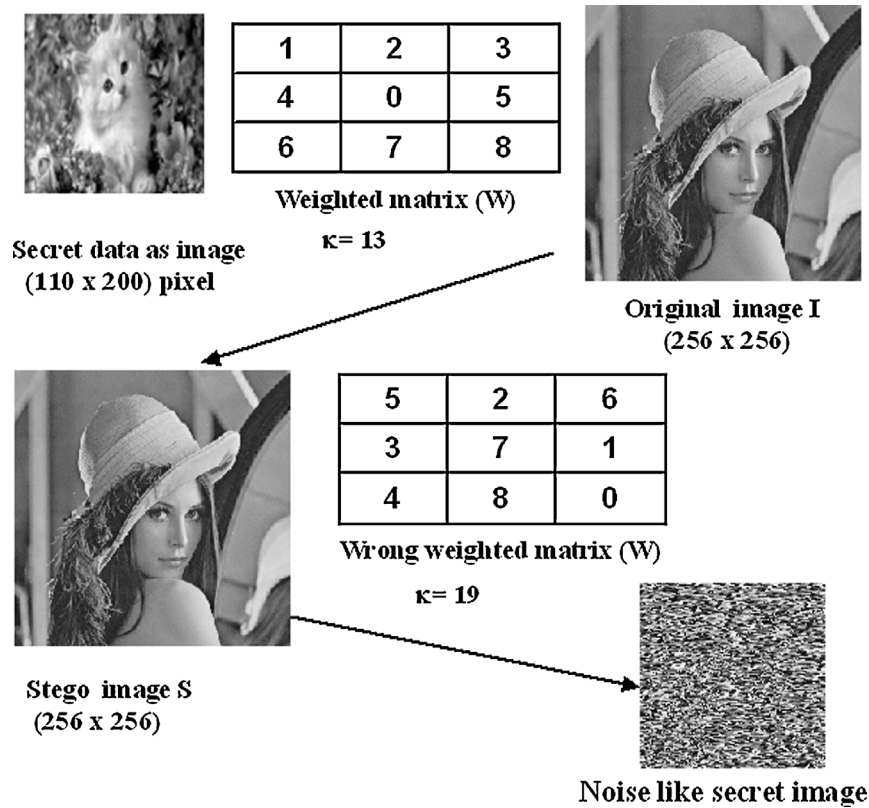 1 2 3
4 0 5
6 7 8
Weighted matrix (W)
κ= 13
Secret data as image
(110 x 200) pixel
Original image I
(256 x 256)
5 2 6
3 7 1
4 8 0
Wrong weighted matrix (W)
κ= 19
Stego image S
(256 x 256)
Noise like secret image